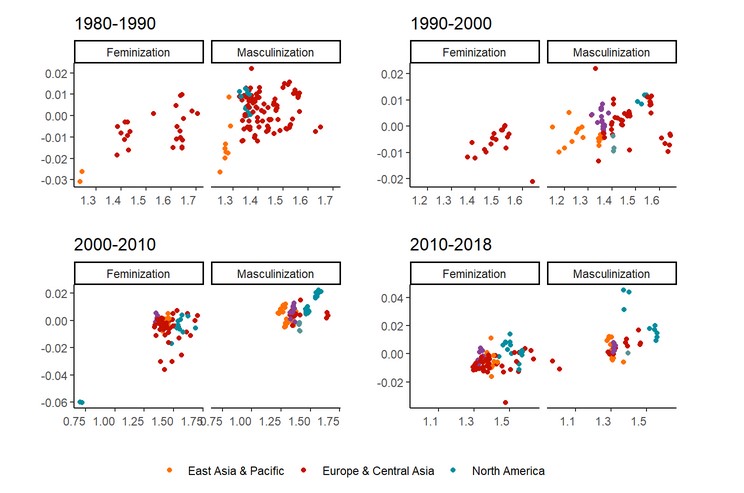 1980-1990
1990-2000
Feminization
Masculinization
Feminization
Masculinization
0.02
0.01
0.00
-0.01
-0.02
-0.03
0.02
0.01
0.00
-0.01
-0.02
1.3 1.4 1.5 1.6 1.7 1.3 1.4 1.5 1.6 1.7
1.2 1.3 1.4 1.5 1.6 1.2 1.3 1.4 1.5 1.6
2000-2010
2010-2018
Feminization
Masculinization
Feminization
Masculinization
0.02
0.00
-0.02
-0.04
-0.06
0.04
0.02
0.00
-0.02
0.75 1.00 1.25 1.50 1.75 0.75 1.00 1.25 1.50 1.75
1.1 1.3 1.5 1.1 1.3 1.5
East Asia & Pacific
Europe & Central Asia
North America